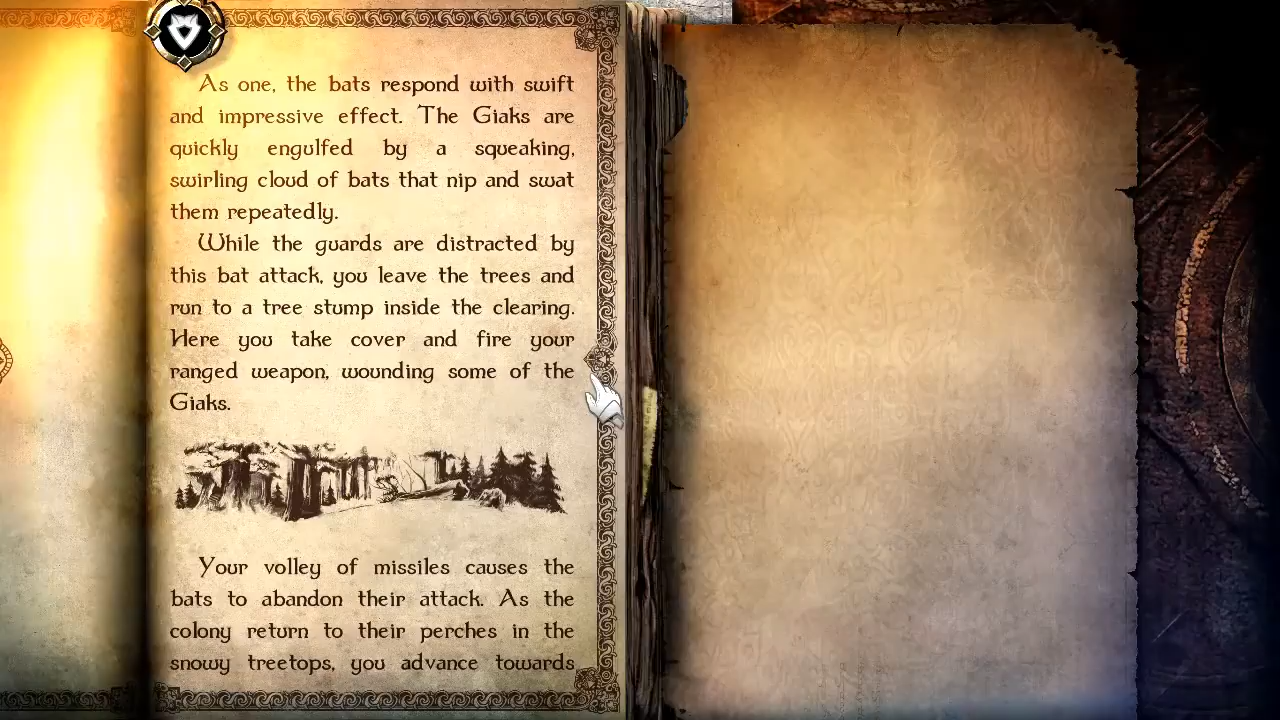 As one, the bats respond with swift
and impressive effect. The Giaks are
quickly engulfed by a squeaking,
swirling cloud of bats that nip and swat
them repeatedly.
While the guards are distracted by
this bat attack, you leave the trees and
run to a tree stump inside the clearing.
Here you take cover and fire your
ranged weapon, wounding some of the
Giaks.
Your volley of missiles causes the
bats to abandon their attack. As the
colony return to their perches in the
snowy treetops, you advance towards